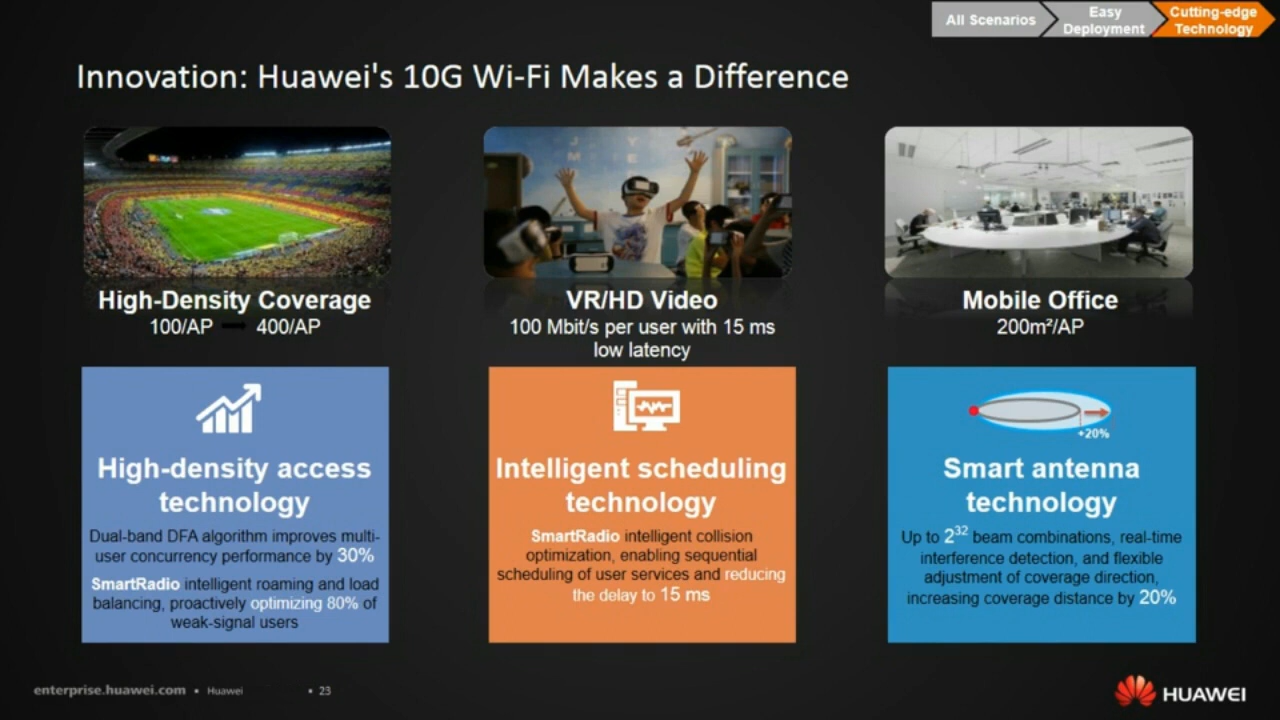 All Scenarios
Easy
Deployment
Cutting-edge
Technology
Innovation: Huawei's 10G Wi-Fi Makes a Difference
High-Density Coverage
100/AP 400/AP
VR/HD Video
100 Mbit/s per user with 15 ms
low latency
Mobile Office
200m²/AP
High-density access
technology
Dual-band DFA algorithm improves multi-
user concurrency performance by 30%
SmartRadio intelligent roaming and load
balancing, proactively optimizing 80% of
weak-signal users
Intelligent scheduling
technology
SmartRadio intelligent collision
optimization, enabling sequential
scheduling of user services and reducing
the delay to 15 ms
+20%
Smart antenna
technology
Up to 2³² beam combinations, real-time
interference detection, and flexible
adjustment of coverage direction,
increasing coverage distance by 20%
enterprise.huawei.com • Huawei • 23
HUAWEI